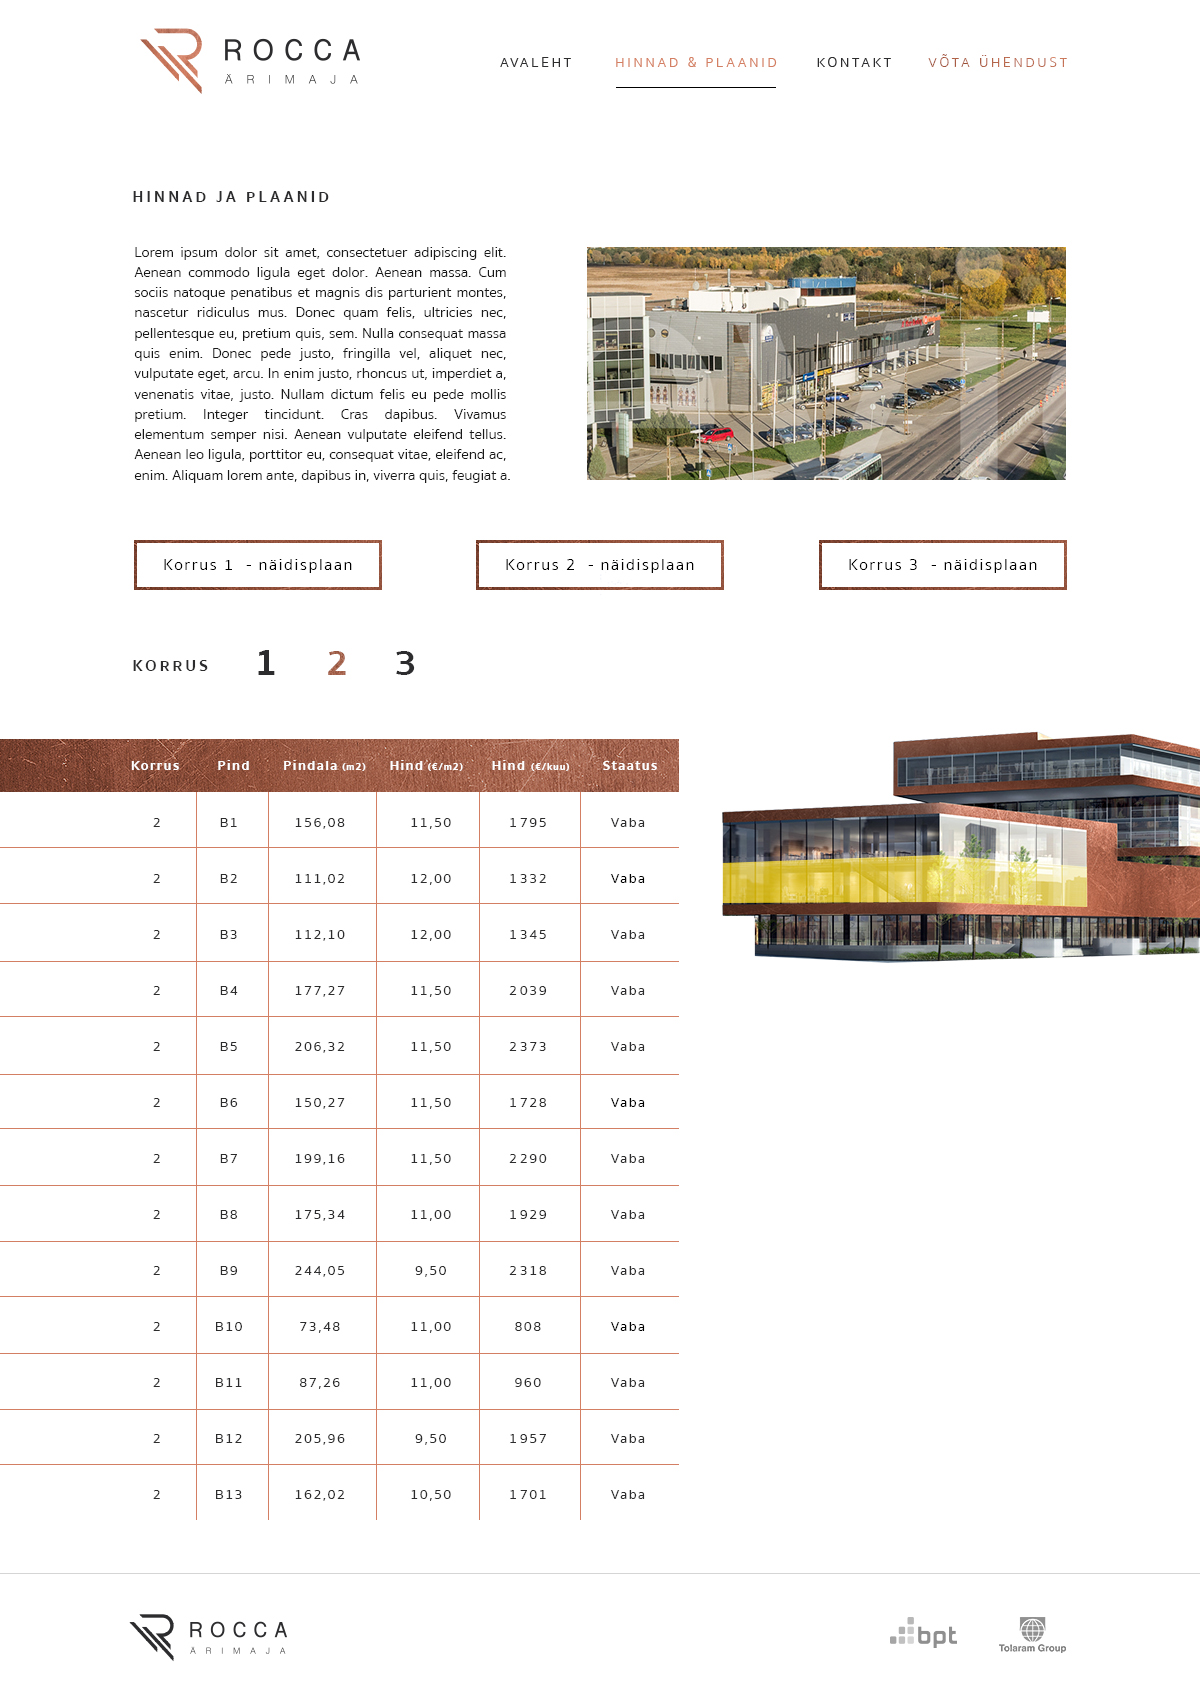 ROCCA
ÄRIMAJA
AVALEHT HINNAD & PLAANID KONTAKT VÕTA ÜHENDUST
HINNAD JA PLAANID
Lorem ipsum dolor sit amet, consectetuer adipiscing elit.
Aenean commodo ligula eget dolor. Aenean massa. Cum
sociis natoque penatibus et magnis dis parturient montes,
nascetur ridiculus mus. Donec quam felis, ultricies nec,
pellentesque eu, pretium quis, sem. Nulla consequat massa
quis enim. Donec pede justo, fringilla vel, aliquet nec,
vulputate eget, arcu. In enim justo, rhoncus ut, imperdiet a,
venenatis vitae, justo. Nullam dictum felis eu pede mollis
pretium. Integer tincidunt. Cras dapibus. Vivamus
elementum semper nisi. Aenean vulputate eleifend tellus.
Aenean leo ligula, porttitor eu, consequat vitae, eleifend ac,
enim. Aliquam lorem ante, dapibus in, viverra quis, feugiat a.
Korrus 1 - näidisplaan Korrus 2 - näidisplaan Korrus 3 - näidisplaan
KORRUS 1 2 3
Korrus Pind Pindala (m2) Hind (€/m2) Hind (€/kuu) Staatus
2 B1 156,08 11,50 1795 Vaba
2 B2 111,02 12,00 1332 Vaba
2 B3 112,10 12,00 1345 Vaba
2 B4 177,27 11,50 2039 Vaba
2 B5 206,32 11,50 2373 Vaba
2 B6 150,27 11,50 1728 Vaba
2 B7 199,16 11,50 2290 Vaba
2 B8 175,34 11,00 1929 Vaba
2 B9 244,05 9,50 2318 Vaba
2 B10 73,48 11,00 808 Vaba
2 B11 87,26 11,00 960 Vaba
2 B12 205,96 9,50 1957 Vaba
2 B13 162,02 10,50 1701 Vaba
ROCCA
ÄRIMAJA
bpt
Tolaram Group